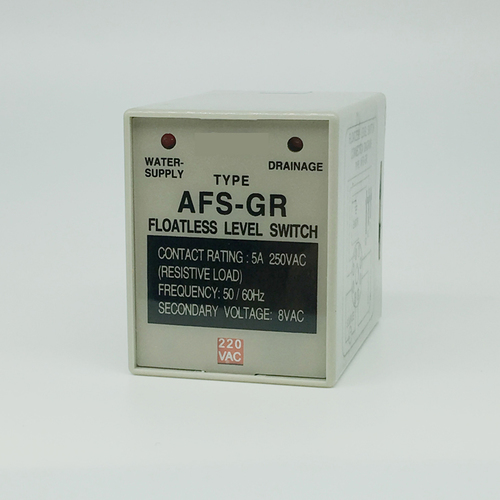 WATER-
SUPPLY
DRAINAGE
TYPE
AFS-GR
FLOATLESS LEVEL SWITCH
CONTACT RATING : 5A 250VAC
(RESISTIVE LOAD)
FREQUENCY: 50 / 60Hz
SECONDARY VOLTAGE: 8VAC
220
VAC